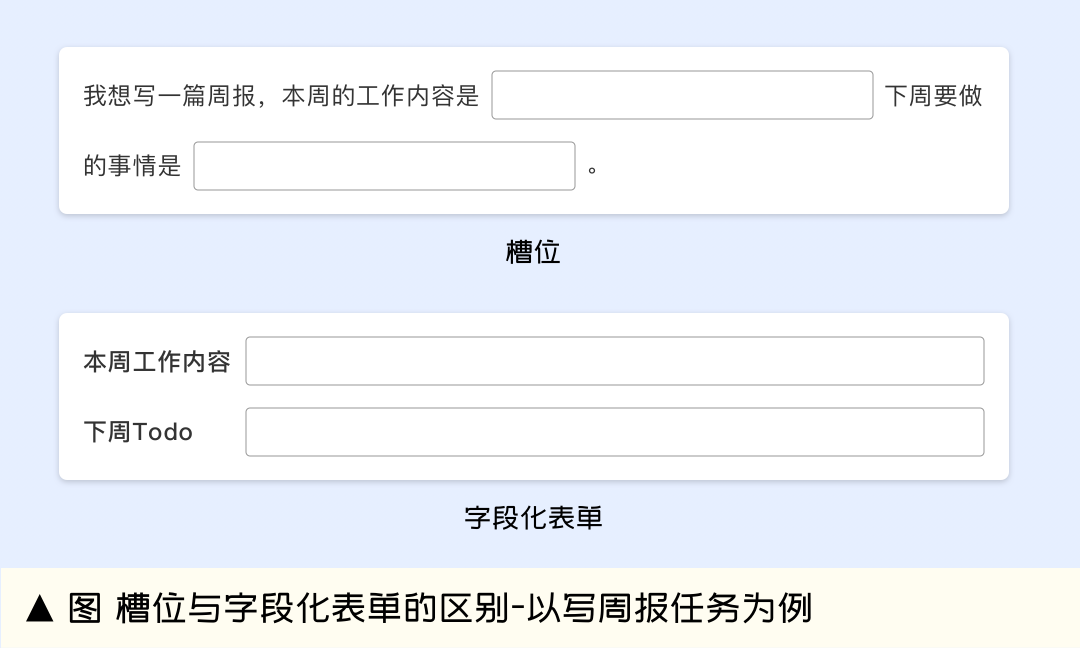 我想写一篇周报，本周的工作内容是 下周要做
的事情是 。
槽位
本周工作内容
下周Todo
字段化表单
▲ 图 槽位与字段化表单的区别-以写周报任务为例